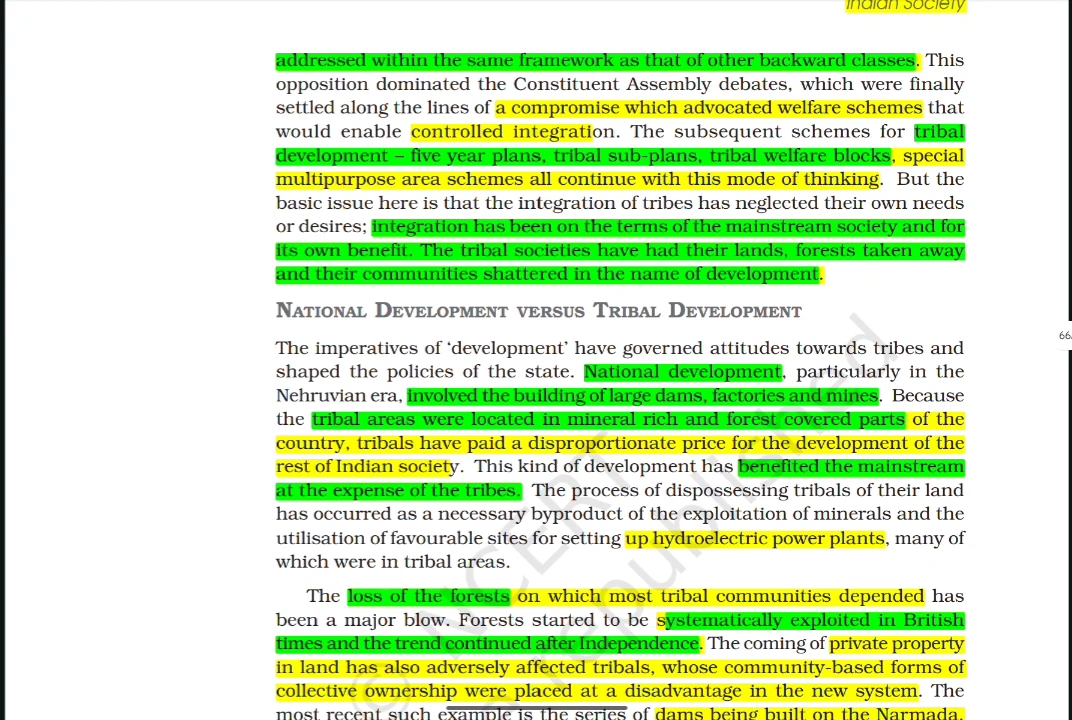 Indian Society
addressed within the same framework as that of other backward classes. This
opposition dominated the Constituent Assembly debates, which were finally
settled along the lines of a compromise which advocated welfare schemes that
would enable controlled integration. The subsequent schemes for tribal
development – five year plans, tribal sub-plans, tribal welfare blocks, special
multipurpose area schemes all continue with this mode of thinking. But the
basic issue here is that the integration of tribes has neglected their own needs
or desires; integration has been on the terms of the mainstream society and for
its own benefit. The tribal societies have had their lands, forests taken away
and their communities shattered in the name of development.
NATIONAL DEVELOPMENT VERSUS TRIBAL DEVELOPMENT
The imperatives of ‘development’ have governed attitudes towards tribes and
shaped the policies of the state. National development, particularly in the
Nehruvian era, involved the building of large dams, factories and mines. Because
the tribal areas were located in mineral rich and forest covered parts of the
country, tribals have paid a disproportionate price for the development of the
rest of Indian society. This kind of development has benefited the mainstream
at the expense of the tribes. The process of dispossessing tribals of their land
has occurred as a necessary byproduct of the exploitation of minerals and the
utilisation of favourable sites for setting up hydroelectric power plants, many of
which were in tribal areas.
The loss of the forests on which most tribal communities depended has
been a major blow. Forests started to be systematically exploited in British
times and the trend continued after Independence. The coming of private property
in land has also adversely affected tribals, whose community-based forms of
collective ownership were placed at a disadvantage in the new system. The
most recent such example is the series of dams being built on the Narmada,
66
© NCERT
republished